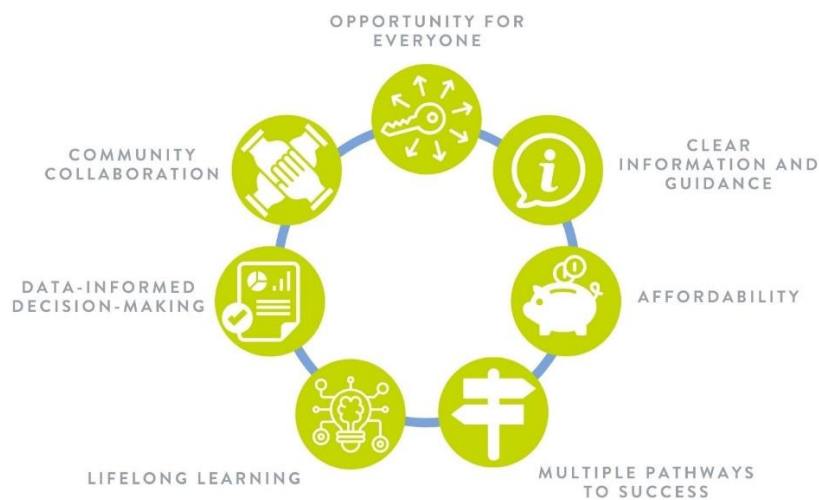 OPPORTUNITY FOR
EVERYONE
CLEAR
INFORMATION AND
GUIDANCE
AFFORDABILITY
MULTIPLE PATHWAYS
TO SUCCESS
LIFELONG LEARNING
DATA-INFORMED
DECISION-MAKING
COMMUNITY
COLLABORATION